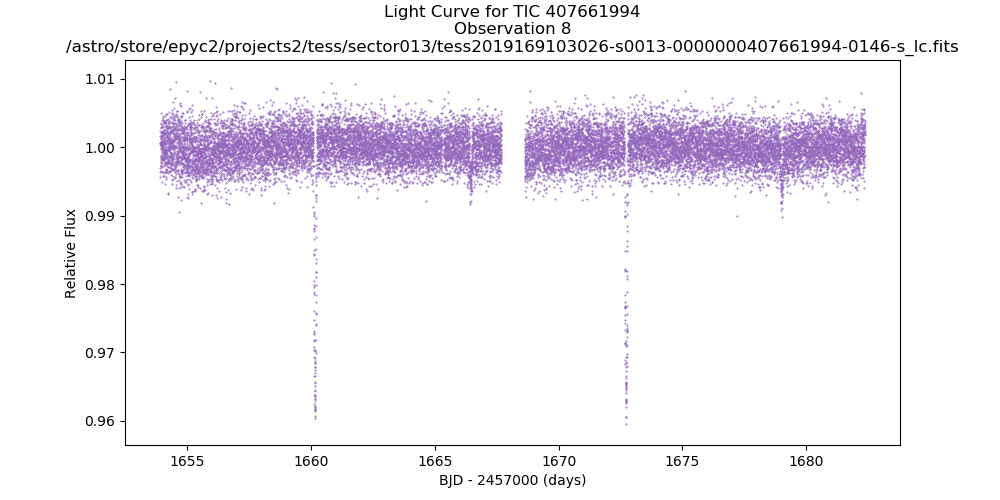 Light Curve for TIC 407661994
Observation 8
/astro/store/epyc2/projects2/tess/sector013/tess2019169103026-s0013-0000000407661994-0146-s_lc.fits
1.01
1.00
0.99
0.98
0.97
0.96
Relative Flux
1655
1660
1665
1670
1675
1680
BJD - 2457000 (days)